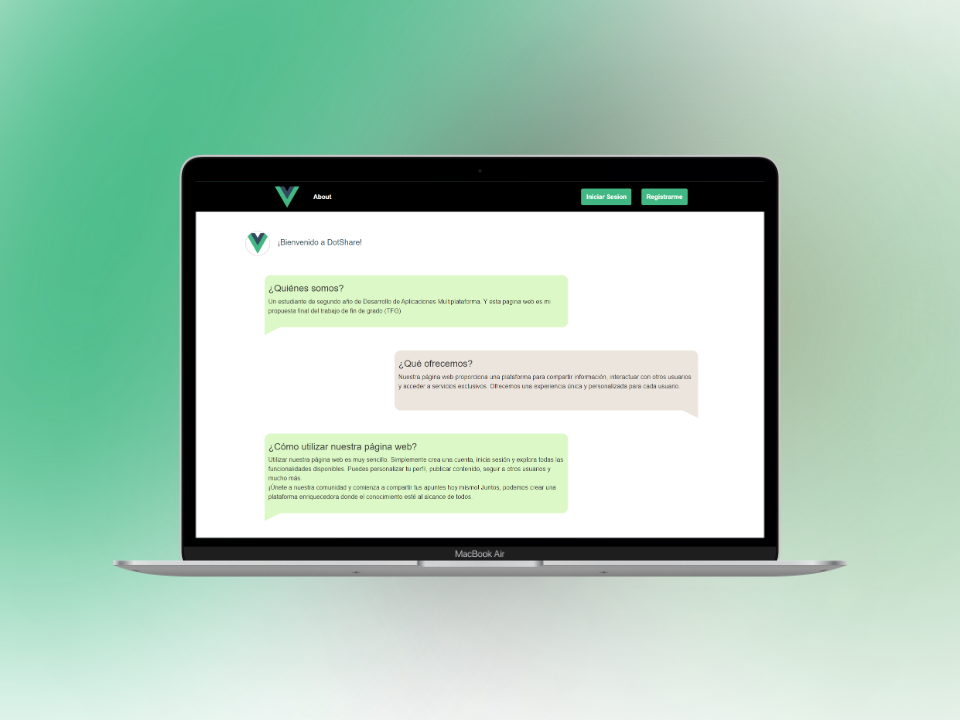 About
Iniciar Sesion
Registrarme
¡Bienvenido a DotShare!
¿Quiénes somos?
Un estudiante de segundo año de Desarrollo de Aplicaciones Multiplataforma. Y esta pagina web es mi
propuesta final del trabajo de fin de grado (TFG)
¿Qué ofrecemos?
Nuestra página web proporciona una plataforma para compartir información, interactuar con otros usuarios
y acceder a servicios exclusivos. Ofrecemos una experiencia única y personalizada para cada usuario.
¿Cómo utilizar nuestra página web?
Utilizar nuestra página web es muy sencillo. Simplemente crea una cuenta, inicia sesión y explora todas las
funcionalidades disponibles. Puedes personalizar tu perfil, publicar contenido, seguir a otros usuarios y
mucho más.
¡Únete a nuestra comunidad y comienza a compartir tus apuntes hoy mismo! Juntos, podemos crear una
plataforma enriquecedora donde el conocimiento esté al alcance de todos.
MacBook Air